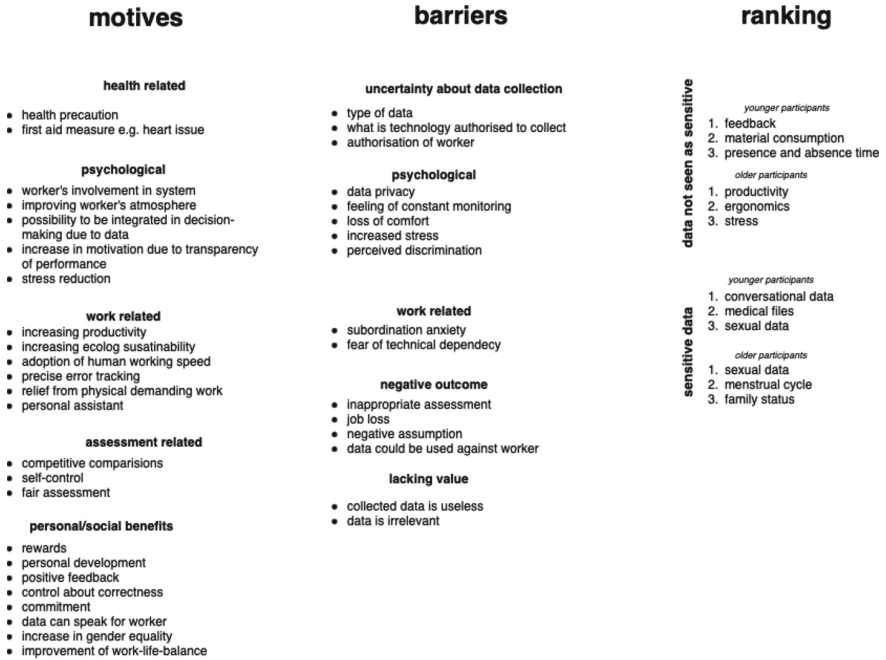 motives
health related
health precaution
first aid measure e.g. heart issue
psychological
worker's involvement in system
improving worker's atmosphere
possibility to be integrated in decision-
making due to data
increase in motivation due to transparency
of performance
stress reduction
work related
increasing productivity
increasing ecolog susatinability
adoption of human working speed
precise error tracking
relief from physical demanding work
personal assistant
assessment related
competitive comparisions
self-control
fair assessment
personal/social benefits
rewards
personal development
positive feedback
control about correctness
commitment
data can speak for worker
increase in gender equality
improvement of work-life-balance
barriers
uncertainty about data collection
type of data
what is technology authorised to collect
authorisation of worker
psychological
data privacy
feeling of constant monitoring
loss of comfort
increased stress
perceived discrimination
work related
subordination anxiety
fear of technical dependecy
negative outcome
inappropriate assessment
job loss
negative assumption
data could be used against worker
lacking value
collected data is useless
data is irrelevant
ranking
data not seen as sensitive
younger participants
1. feedback
2. material consumption
3. presence and absence time
older participants
1. productivity
2. ergonomics
3. stress
sensitive data
younger participants
1. conversational data
2. medical files
3. sexual data
older participants
1. sexual data
2. menstrual cycle
3. family status